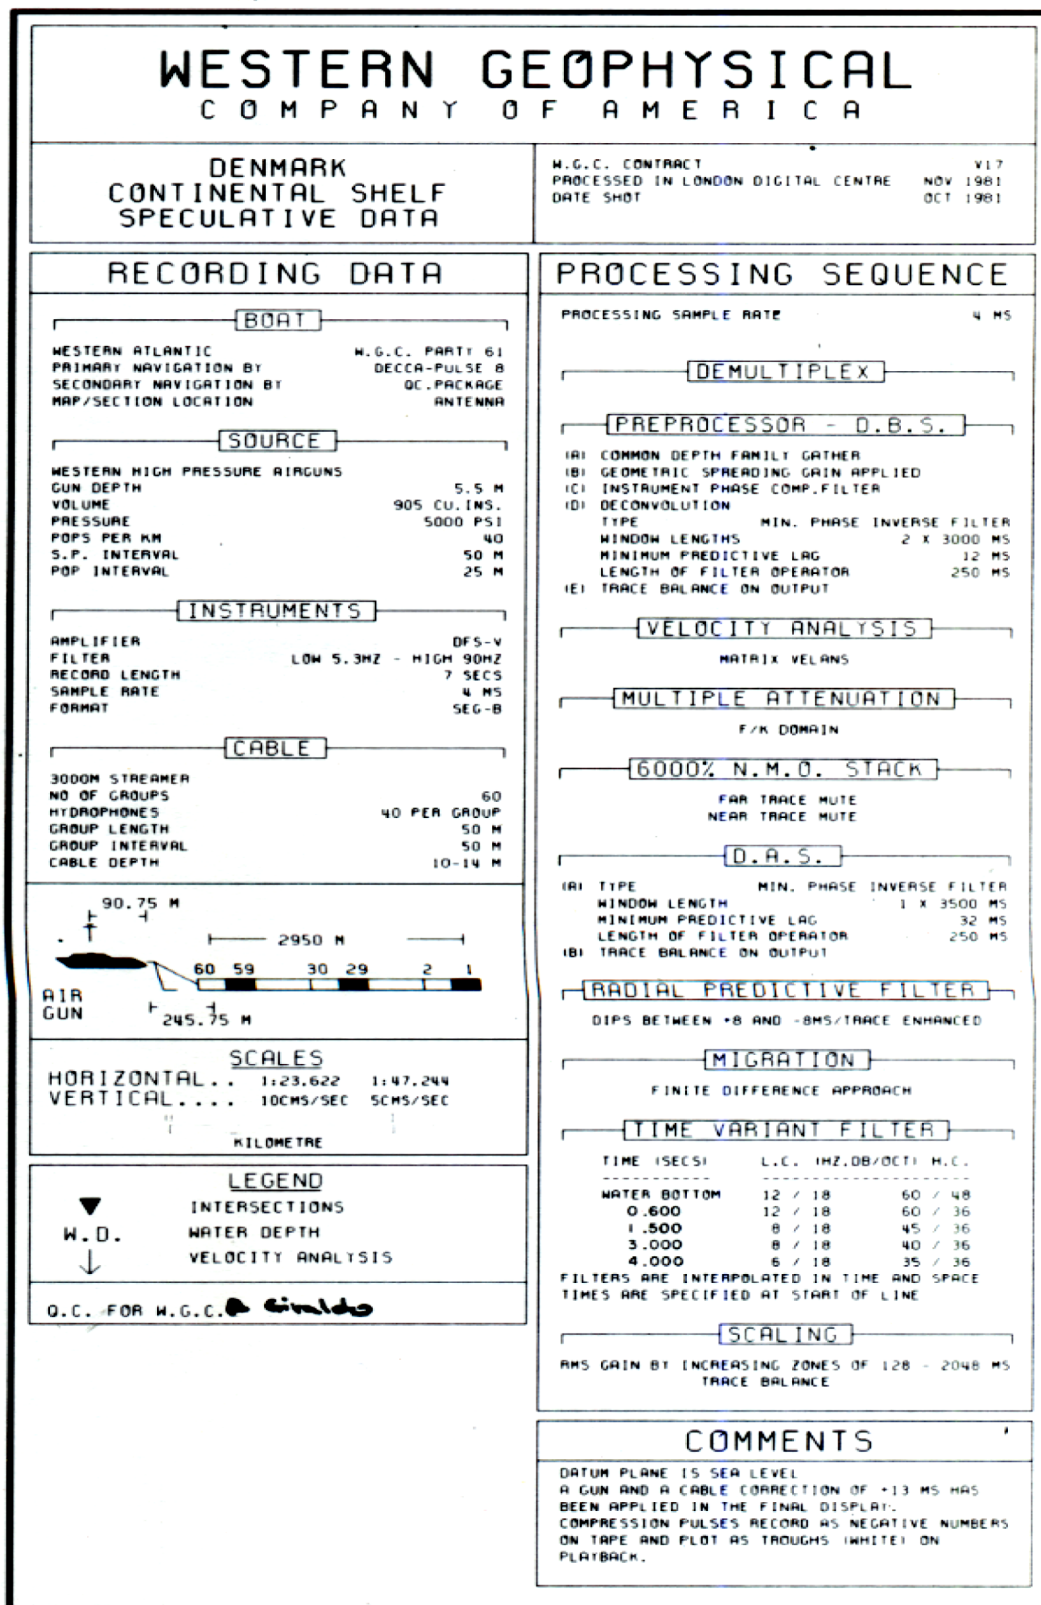 WESTERN GEOPHYSICAL
COMPANY OF AMERICA
DENMARK
CONTINENTAL SHELF
SPECULATIVE DATA
W.G.C. CONTRACT V17
PROCESSED IN LONDON DIGITAL CENTRE NOV 1981
DATE SHOT OCT 1981
RECORDING DATA
BOAT
WESTERN ATLANTIC W.G.C. PARTY 61
PRIMARY NAVIGATION BY DECCA-PULSE 8
SECONDARY NAVIGATION BY QC.PACKAGE
MAP/SECTION LOCATION ANTENNA
SOURCE
WESTERN HIGH PRESSURE AIRGUNS
GUN DEPTH 5.5 M
VOLUME 905 CU.INS.
PRESSURE 5000 PSI
POPS PER KM 40
S.P. INTERVAL 50 M
POP INTERVAL 25 M
INSTRUMENTS
AMPLIFIER DFS-V
FILTER LOW 5.3HZ - HIGH 90HZ
RECORD LENGTH 7 SECS
SAMPLE RATE 4 MS
FORMAT SEG-B
CABLE
3000M STREAMER
NO OF GROUPS 60
HYDROPHONES 40 PER GROUP
GROUP LENGTH 50 M
GROUP INTERVAL 50 M
CABLE DEPTH 10-14 M
90.75 M
2950 M
60 59 30 29 2 1
AIR
GUN
245.75 M
SCALES
HORIZONTAL.. 1:23.622 1:47.244
VERTICAL.... 10CMS/SEC 5CMS/SEC
KILOMETRE
LEGEND
INTERSECTIONS
W.D. WATER DEPTH
VELOCITY ANALYSIS
Q.C. FOR W.G.C. Giraldo
PROCESSING SEQUENCE
PROCESSING SAMPLE RATE 4 MS
DEMULTIPLEX
PREPROCESSOR - D.B.S.
(A) COMMON DEPTH FAMILY GATHER
(B) GEOMETRIC SPREADING GAIN APPLIED
(C) INSTRUMENT PHASE COMP.FILTER
(D) DECONVOLUTION
TYPE MIN. PHASE INVERSE FILTER
WINDOW LENGTHS 2 X 3000 MS
MINIMUM PREDICTIVE LAG 12 MS
LENGTH OF FILTER OPERATOR 250 MS
(E) TRACE BALANCE ON OUTPUT
VELOCITY ANALYSIS
MATRIX VELANS
MULTIPLE ATTENUATION
F/K DOMAIN
6000% N.M.O. STACK
FAR TRACE MUTE
NEAR TRACE MUTE
D.A.S.
(A) TYPE MIN. PHASE INVERSE FILTER
WINDOW LENGTH 1 X 3500 MS
MINIMUM PREDICTIVE LAG 32 MS
LENGTH OF FILTER OPERATOR 250 MS
(B) TRACE BALANCE ON OUTPUT
RADIAL PREDICTIVE FILTER
DIPS BETWEEN +8 AND -8MS/TRACE ENHANCED
MIGRATION
FINITE DIFFERENCE APPROACH
TIME VARIANT FILTER
TIME (SECS) L.C. (HZ.DB/OCT) H.C.
WATER BOTTOM 12 / 18 60 / 48
0.600 12 / 18 60 / 36
1.500 8 / 18 45 / 36
3.000 8 / 18 40 / 36
4.000 6 / 18 35 / 36
FILTERS ARE INTERPOLATED IN TIME AND SPACE
TIMES ARE SPECIFIED AT START OF LINE
SCALING
RMS GAIN BY INCREASING ZONES OF 128 - 2048 MS
TRACE BALANCE
COMMENTS
DATUM PLANE IS SEA LEVEL
A GUN AND A CABLE CORRECTION OF +13 MS HAS
BEEN APPLIED IN THE FINAL DISPLAY.
COMPRESSION PULSES RECORD AS NEGATIVE NUMBERS
ON TAPE AND PLOT AS TROUGHS (WHITE) ON
PLAYBACK.